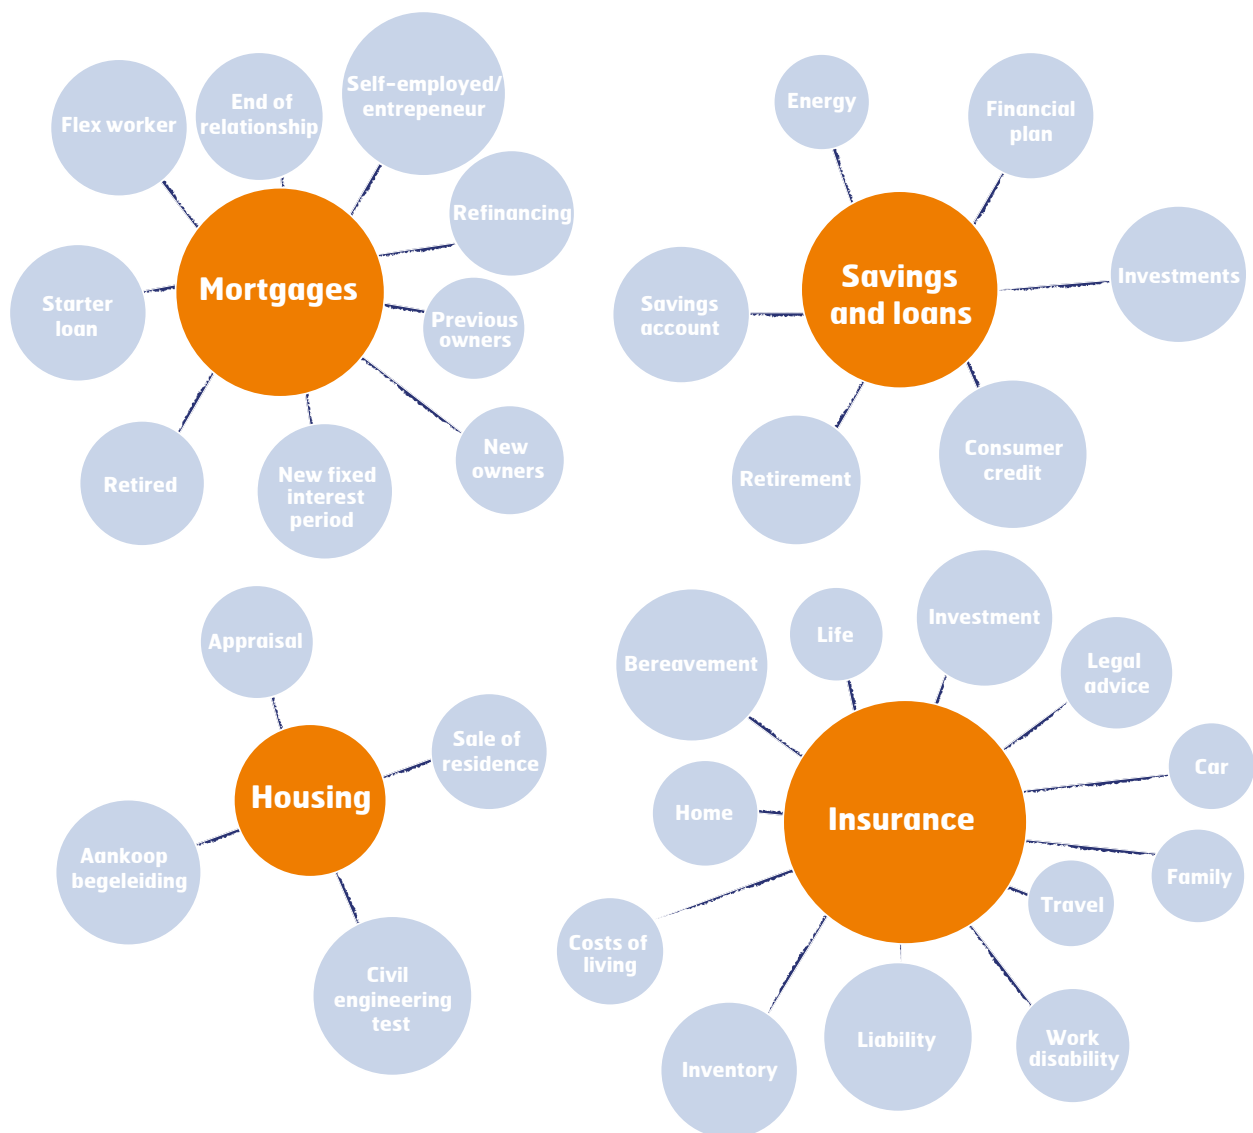 Self-employed/
entrepeneur
End of
relationship
Flex worker
Refinancing
Mortgages
Starter
loan
Previous
owners
New
owners
Retired
New fixed
interest
period
Energy
Financial
plan
Savings
and loans
Investments
Savings
account
Consumer
credit
Retirement
Appraisal
Sale of
residence
Housing
Aankoop
begeleiding
Civil
engineering
test
Investment
Life
Bereavement
Legal
advice
Car
Home
Insurance
Family
Travel
Costs of
living
Liability
Work
disability
Inventory